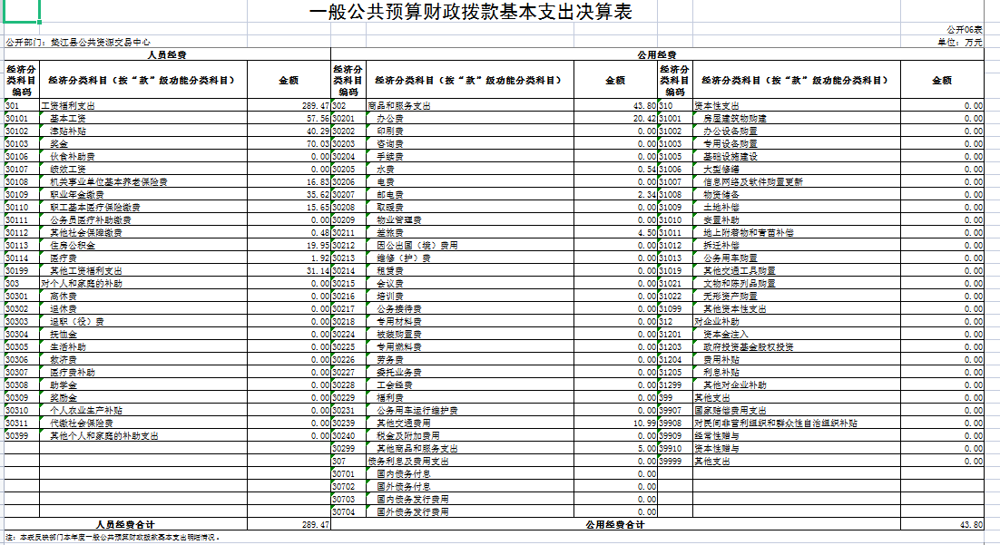 一般公共预算财政拨款基本支出决算表
公开06表
公开部门：垫江县公共资源交易中心 单位：万元
人员经费 公用经费
经济分类科目编码 经济分类科目（按“款”级功能分类科目） 金额 经济分类科目编码 经济分类科目（按“款”级功能分类科目） 金额 经济分类科目编码 经济分类科目（按“款”级功能分类科目） 金额
301 工资福利支出 289.47 302 商品和服务支出 43.80 310 资本性支出 0.00
30101 基本工资 57.56 30201 办公费 20.42 31001 房屋建筑物购建 0.00
30102 津贴补贴 40.29 30202 印刷费 0.00 31002 办公设备购置 0.00
30103 奖金 70.03 30203 咨询费 0.00 31003 专用设备购置 0.00
30106 伙食补助费 0.00 30204 手续费 0.00 31005 基础设施建设 0.00
30107 绩效工资 0.00 30205 水费 0.54 31006 大型修缮 0.00
30108 机关事业单位基本养老保险费 16.83 30206 电费 0.00 31007 信息网络及软件购置更新 0.00
30109 职业年金缴费 35.62 30207 邮电费 2.34 31008 物资储备 0.00
30110 职工基本医疗保险缴费 15.65 30208 取暖费 0.00 31009 土地补偿 0.00
30111 公务员医疗补助缴费 0.00 30209 物业管理费 0.00 31010 安置补助 0.00
30112 其他社会保障缴费 0.48 30211 差旅费 4.50 31011 地上附着物和青苗补偿 0.00
30113 住房公积金 19.95 30212 因公出国（境）费用 0.00 31012 拆迁补偿 0.00
30114 医疗费 1.92 30213 维修（护）费 0.00 31013 公务用车购置 0.00
30199 其他工资福利支出 31.14 30214 租赁费 0.00 31019 其他交通工具购置 0.00
303 对个人和家庭的补助 0.00 30215 会议费 0.00 31021 文物和陈列品购置 0.00
30301 离休费 0.00 30216 培训费 0.00 31022 无形资产购置 0.00
30302 退休费 0.00 30217 公务接待费 0.00 31099 其他资本性支出 0.00
30303 退职（役）费 0.00 30218 专用材料费 0.00 312 对企业补助 0.00
30304 抚恤金 0.00 30224 被装购置费 0.00 31201 资本金注入 0.00
30305 生活补助 0.00 30225 专用燃料费 0.00 31203 政府投资基金股权投资 0.00
30306 救济费 0.00 30226 劳务费 0.00 31204 费用补贴 0.00
30307 医疗费补助 0.00 30227 委托业务费 0.00 31205 利息补贴 0.00
30308 助学金 0.00 30228 工会经费 0.00 31299 其他对企业补助 0.00
30309 奖励金 0.00 30229 福利费 0.00 399 其他支出 0.00
30310 个人农业生产补贴 0.00 30231 公务用车运行维护费 0.00 39907 国家赔偿费用支出 0.00
30311 代缴社会保险费 0.00 30239 其他交通费用 10.99 39908 对民间非营利组织和群众性自治组织补贴 0.00
30399 其他个人和家庭的补助支出 0.00 30240 税金及附加费用 0.00 39909 经常性赠与 0.00
30299 其他商品和服务支出 5.00 39910 资本性赠与 0.00
307 债务利息及费用支出 0.00 39999 其他支出 0.00
30701 国内债务付息 0.00
30702 国外债务付息 0.00
30703 国内债务发行费用 0.00
30704 国外债务发行费用 0.00
人员经费合计 289.47 公用经费合计 43.80
注：本表反映部门本年度一般公共预算财政拨款基本支出明细情况。